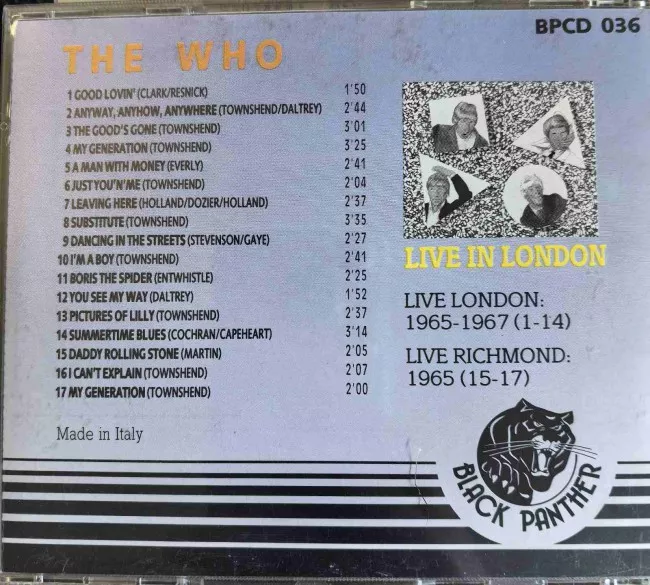 BPCD 036
THE WHO
1 GOOD LOVIN' (CLARK/RESNICK) 1'50
2 ANYWAY, ANYHOW, ANYWHERE (TOWNSHEND/DALTREY) 2'44
3 THE GOOD'S GONE (TOWNSHEND) 3'01
4 MY GENERATION (TOWNSHEND) 3'25
5 A MAN WITH MONEY (EVERLY) 2'41
6 JUST YOU'N'ME (TOWNSHEND) 2'04
7 LEAVING HERE (HOLLAND/DOZIER/HOLLAND) 2'37
8 SUBSTITUTE (TOWNSHEND) 3'35
9 DANCING IN THE STREETS (STEVENSON/GAYE) 2'27
10 I'M A BOY (TOWNSHEND) 2'41
11 BORIS THE SPIDER (ENTWHISTLE) 2'25
12 YOU SEE MY WAY (DALTREY) 1'52
13 PICTURES OF LILLY (TOWNSHEND) 2'37
14 SUMMERTIME BLUES (COCHRAN/CAPEHEART) 3'14
15 DADDY ROLLING STONE (MARTIN) 2'05
16 I CAN'T EXPLAIN (TOWNSHEND) 2'07
17 MY GENERATION (TOWNSHEND) 2'00
Made in Italy
LIVE IN LONDON
LIVE LONDON:
1965-1967 (1-14)
LIVE RICHMOND:
1965 (15-17)
BLACK PANTHER